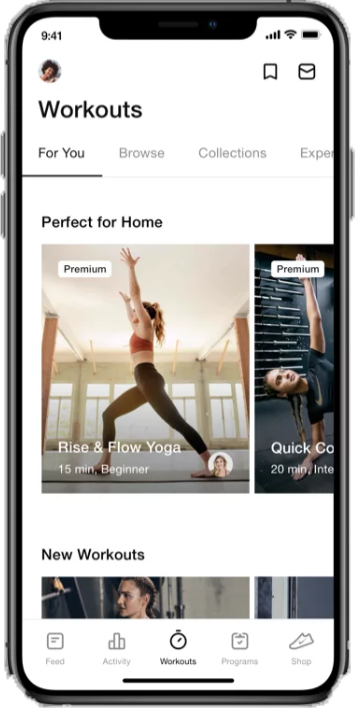 9:41
Workouts
For You Browse Collections Exper
Perfect for Home
Premium Premium
Rise & Flow Yoga Quick Co
15 min, Beginner 20 min, Inte
New Workouts
Feed Activity Workouts Programs Shop